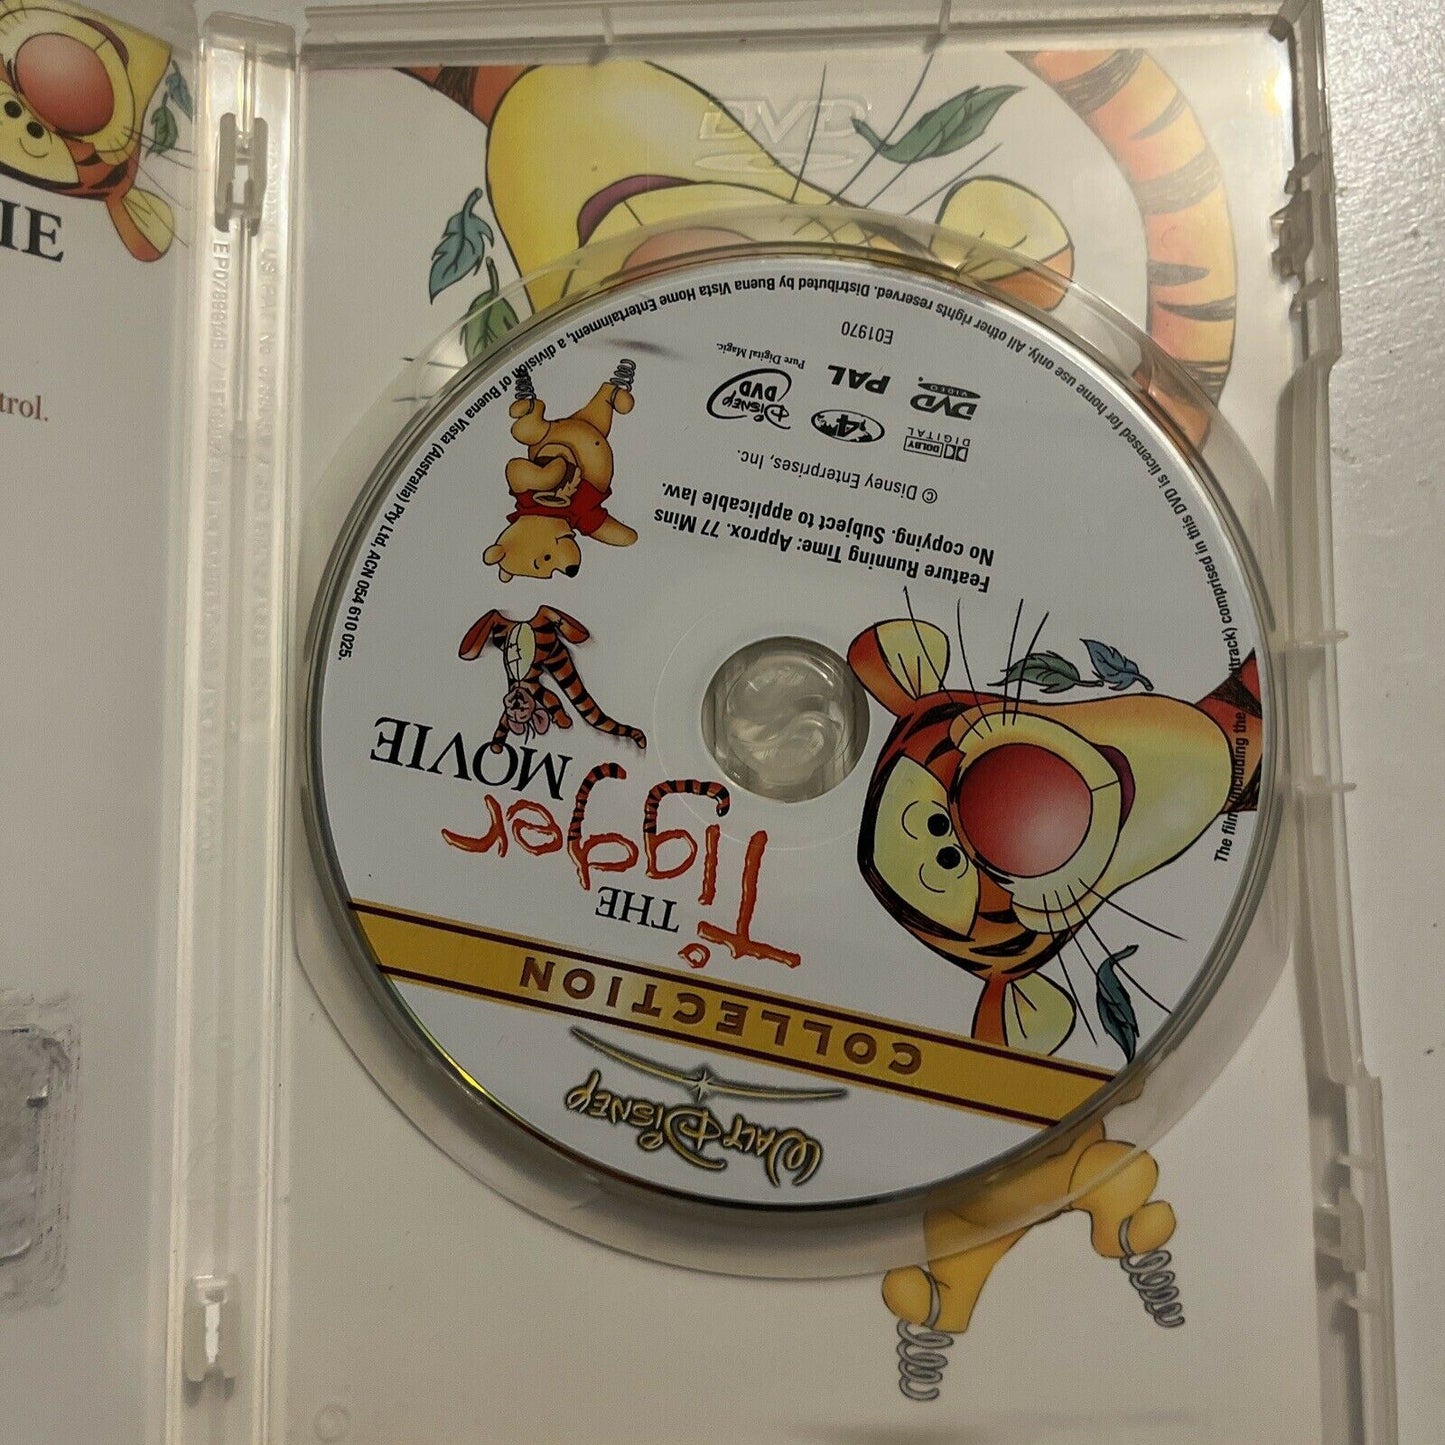 IE
trol.
DVD
EP0789614B
WALT DISNEY
COLLECTION
THE
Tigger
MOVIE
Feature Running Time: Approx. 77 Mins
No copying. Subject to applicable law.
© Disney Enterprises, Inc.
DOLBY
DIGITAL
4
DISNEY
DVD
Pure Digital Magic.
DVD
VIDEO
PAL
E01970
The film (including the track) comprised in this DVD is licensed for home use only. All other rights reserved. Distributed by Buena Vista Home Entertainment, a division of Buena Vista (Australia) Pty Ltd, ACN 054 610 025.